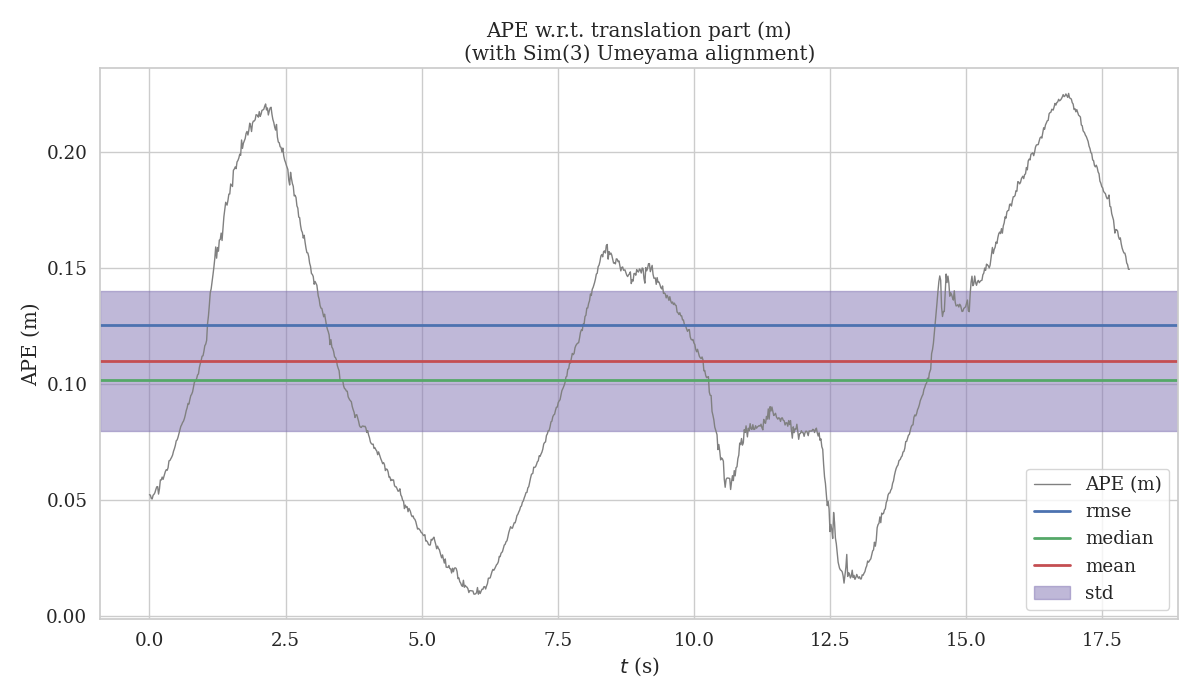 APE w.r.t. translation part (m)
(with Sim(3) Umeyama alignment)
APE (m)
0.20
0.15
0.10
0.05
0.00
0.0 2.5 5.0 7.5 10.0 12.5 15.0 17.5
t (s)
APE (m)
rmse
median
mean
std